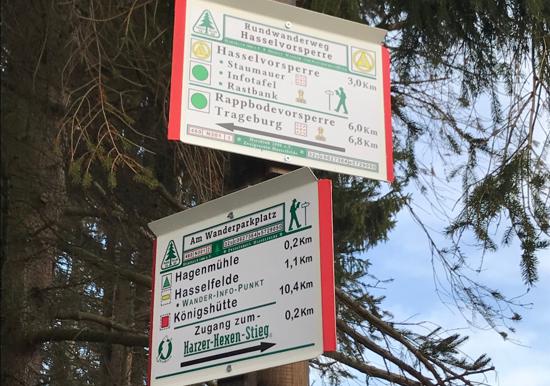 Rundwanderweg
Hasselvorsperre
Hasselvorsperre 3,0Km
• Staumauer
• Infotafel
• Rastbank
Rappbodevorsperre 6,0Km
Trageburg 6,8Km
Am Wanderparkplatz
Hagenmühle 0,2Km
Hasselfelde 1,1Km
• WANDER-INFO-PUNKT
Königshütte 10,4Km
Zugang zum- 0,2Km
Harzer-Hexen-Stieg